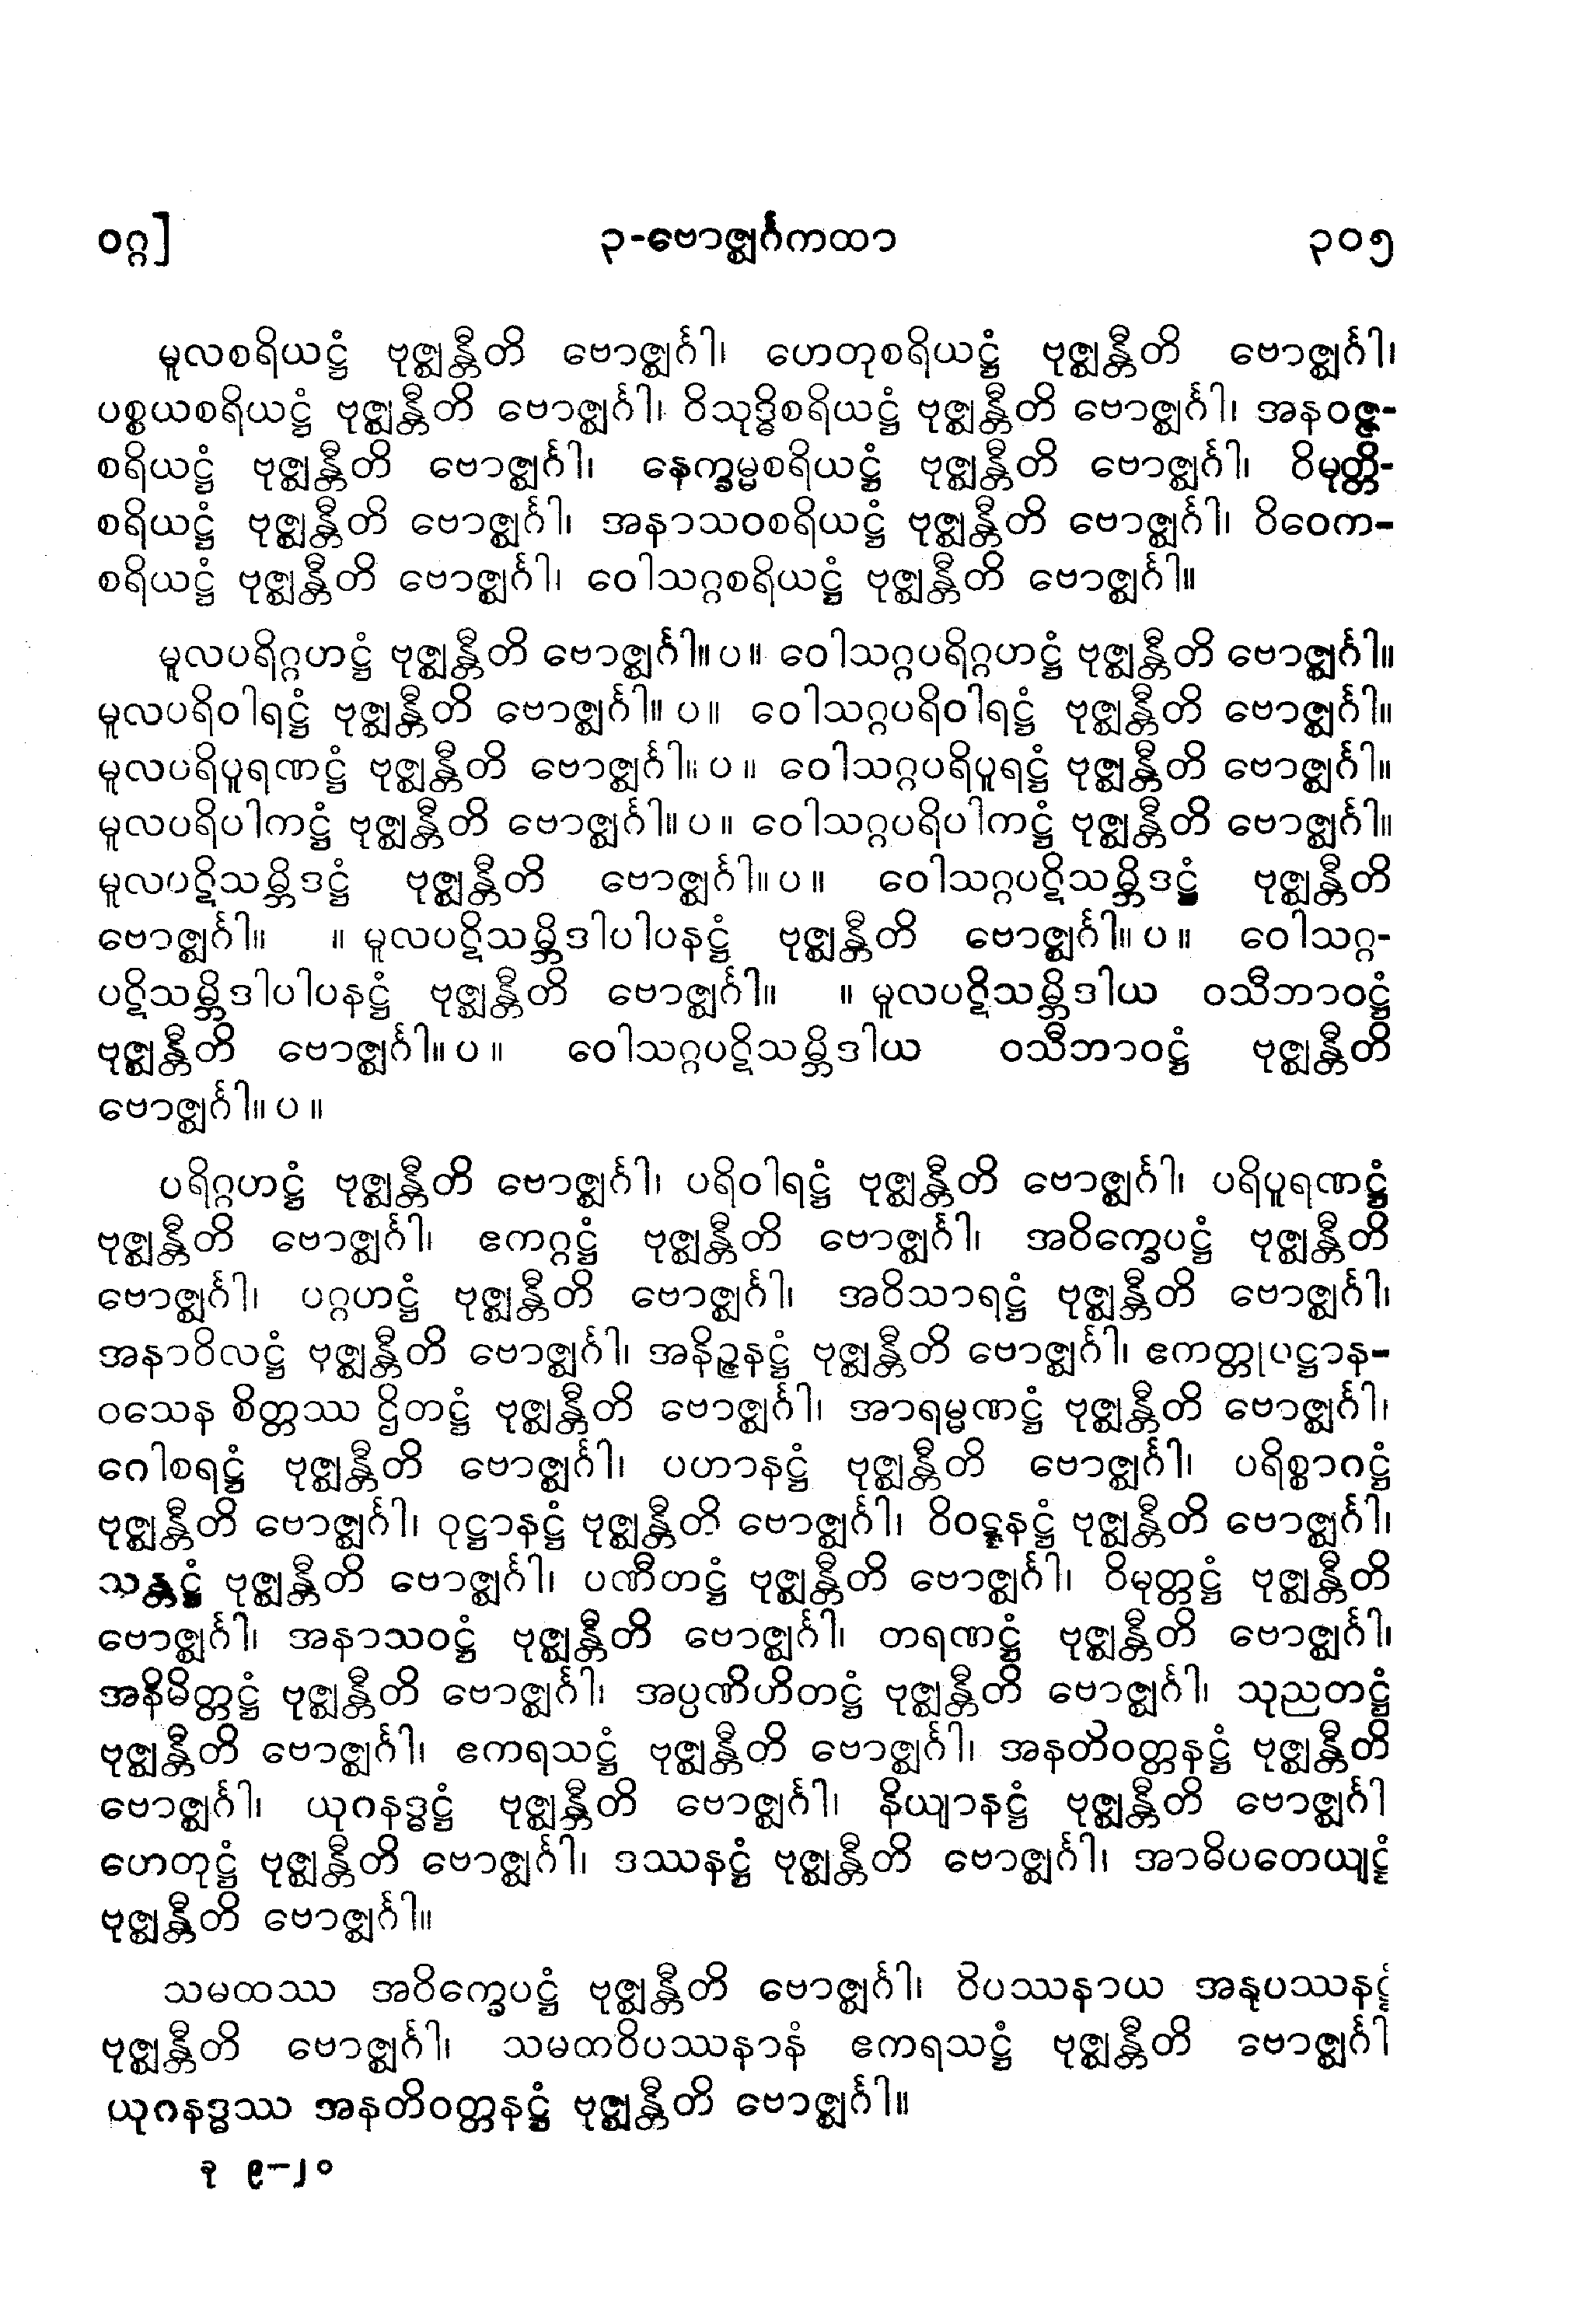 ဝဂ္ဂ] ၃-ဗောဇ္ဈင်္ဂကထာ ၃၀၅
မူလစရိယဋ္ဌံ ဗုဇ္ဈန္တီတိ ဗောဇ္ဈင်္ဂါ၊ ဟေတုစရိယဋ္ဌံ ဗုဇ္ဈန္တီတိ ဗောဇ္ဈင်္ဂါ၊
ပစ္စယစရိယဋ္ဌံ ဗုဇ္ဈန္တီတိ ဗောဇ္ဈင်္ဂါ၊ ဝိသုဒ္ဓိစရိယဋ္ဌံ ဗုဇ္ဈန္တီတိ ဗောဇ္ဈင်္ဂါ၊ အနဝဇ္ဇ-
စရိယဋ္ဌံ ဗုဇ္ဈန္တီတိ ဗောဇ္ဈင်္ဂါ၊ နေက္ခမ္မစရိယဋ္ဌံ ဗုဇ္ဈန္တီတိ ဗောဇ္ဈင်္ဂါ၊ ဝိမုတ္တိ-
စရိယဋ္ဌံ ဗုဇ္ဈန္တီတိ ဗောဇ္ဈင်္ဂါ၊ အနာသဝစရိယဋ္ဌံ ဗုဇ္ဈန္တီတိ ဗောဇ္ဈင်္ဂါ၊ ဝိဝေက-
စရိယဋ္ဌံ ဗုဇ္ဈန္တီတိ ဗောဇ္ဈင်္ဂါ၊ ဝေါသဂ္ဂစရိယဋ္ဌံ ဗုဇ္ဈန္တီတိ ဗောဇ္ဈင်္ဂါ။
မူလပရိဂ္ဂဟဋ္ဌံ ဗုဇ္ဈန္တီတိ ဗောဇ္ဈင်္ဂါ။ ပ။ ဝေါသဂ္ဂပရိဂ္ဂဟဋ္ဌံ ဗုဇ္ဈန္တီတိ ဗောဇ္ဈင်္ဂါ။
မူလပရိဝါရဋ္ဌံ ဗုဇ္ဈန္တီတိ ဗောဇ္ဈင်္ဂါ။ ပ။ ဝေါသဂ္ဂပရိဝါရဋ္ဌံ ဗုဇ္ဈန္တီတိ ဗောဇ္ဈင်္ဂါ။
မူလပရိပူရဏဋ္ဌံ ဗုဇ္ဈန္တီတိ ဗောဇ္ဈင်္ဂါ။ ပ။ ဝေါသဂ္ဂပရိပူရဋ္ဌံ ဗုဇ္ဈန္တီတိ ဗောဇ္ဈင်္ဂါ။
မူလပရိပါကဋ္ဌံ ဗုဇ္ဈန္တီတိ ဗောဇ္ဈင်္ဂါ။ ပ။ ဝေါသဂ္ဂပရိပါကဋ္ဌံ ဗုဇ္ဈန္တီတိ ဗောဇ္ဈင်္ဂါ။
မူလပဋိသမ္ဘိဒဋ္ဌံ ဗုဇ္ဈန္တီတိ ဗောဇ္ဈင်္ဂါ။ ပ။ ဝေါသဂ္ဂပဋိသမ္ဘိဒဋ္ဌံ ဗုဇ္ဈန္တီတိ
ဗောဇ္ဈင်္ဂါ။ ။ မူလပဋိသမ္ဘိဒါပါပနဋ္ဌံ ဗုဇ္ဈန္တီတိ ဗောဇ္ဈင်္ဂါ။ ပ။ ဝေါသဂ္ဂ-
ပဋိသမ္ဘိဒါပါပနဋ္ဌံ ဗုဇ္ဈန္တီတိ ဗောဇ္ဈင်္ဂါ။ ။ မူလပဋိသမ္ဘိဒါယ ဝသီဘာဝဋ္ဌံ
ဗုဇ္ဈန္တီတိ ဗောဇ္ဈင်္ဂါ။ ပ။ ဝေါသဂ္ဂပဋိသမ္ဘိဒါယ ဝသီဘာဝဋ္ဌံ ဗုဇ္ဈန္တီတိ
ဗောဇ္ဈင်္ဂါ။ ပ။
ပရိဂ္ဂဟဋ္ဌံ ဗုဇ္ဈန္တီတိ ဗောဇ္ဈင်္ဂါ၊ ပရိဝါရဋ္ဌံ ဗုဇ္ဈန္တီတိ ဗောဇ္ဈင်္ဂါ၊ ပရိပူရဏဋ္ဌံ
ဗုဇ္ဈန္တီတိ ဗောဇ္ဈင်္ဂါ၊ ဧကဂ္ဂဋ္ဌံ ဗုဇ္ဈန္တီတိ ဗောဇ္ဈင်္ဂါ၊ အဝိက္ခေပဋ္ဌံ ဗုဇ္ဈန္တီတိ
ဗောဇ္ဈင်္ဂါ၊ ပဂ္ဂဟဋ္ဌံ ဗုဇ္ဈန္တီတိ ဗောဇ္ဈင်္ဂါ၊ အဝိသာရဋ္ဌံ ဗုဇ္ဈန္တီတိ ဗောဇ္ဈင်္ဂါ၊
အနာဝိလဋ္ဌံ ဗုဇ္ဈန္တီတိ ဗောဇ္ဈင်္ဂါ၊ အနိဉ္ဇနဋ္ဌံ ဗုဇ္ဈန္တီတိ ဗောဇ္ဈင်္ဂါ၊ ဧကတ္တုပဋ္ဌာန-
ဝသေန စိတ္တဿ ဌိတဋ္ဌံ ဗုဇ္ဈန္တီတိ ဗောဇ္ဈင်္ဂါ၊ အာရမ္မဏဋ္ဌံ ဗုဇ္ဈန္တီတိ ဗောဇ္ဈင်္ဂါ၊
ဂေါစရဋ္ဌံ ဗုဇ္ဈန္တီတိ ဗောဇ္ဈင်္ဂါ၊ ပဟာနဋ္ဌံ ဗုဇ္ဈန္တီတိ ဗောဇ္ဈင်္ဂါ၊ ပရိစ္စာဂဋ္ဌံ
ဗုဇ္ဈန္တီတိ ဗောဇ္ဈင်္ဂါ၊ ဝုဋ္ဌာနဋ္ဌံ ဗုဇ္ဈန္တီတိ ဗောဇ္ဈင်္ဂါ၊ ဝိဝဋ္ဋနဋ္ဌံ ဗုဇ္ဈန္တီတိ ဗောဇ္ဈင်္ဂါ၊
သန္တဋ္ဌံ ဗုဇ္ဈန္တီတိ ဗောဇ္ဈင်္ဂါ၊ ပဏီတဋ္ဌံ ဗုဇ္ဈန္တီတိ ဗောဇ္ဈင်္ဂါ၊ ဝိမုတ္တဋ္ဌံ ဗုဇ္ဈန္တီတိ
ဗောဇ္ဈင်္ဂါ၊ အနာသဝဋ္ဌံ ဗုဇ္ဈန္တီတိ ဗောဇ္ဈင်္ဂါ၊ တရဏဋ္ဌံ ဗုဇ္ဈန္တီတိ ဗောဇ္ဈင်္ဂါ၊
အနိမိတ္တဋ္ဌံ ဗုဇ္ဈန္တီတိ ဗောဇ္ဈင်္ဂါ၊ အပ္ပဏိဟိတဋ္ဌံ ဗုဇ္ဈန္တီတိ ဗောဇ္ဈင်္ဂါ၊ သုညတဋ္ဌံ
ဗုဇ္ဈန္တီတိ ဗောဇ္ဈင်္ဂါ၊ ဧကရသဋ္ဌံ ဗုဇ္ဈန္တီတိ ဗောဇ္ဈင်္ဂါ၊ အနတိဝတ္တနဋ္ဌံ ဗုဇ္ဈန္တီတိ
ဗောဇ္ဈင်္ဂါ၊ ယုဂနဒ္ဓဋ္ဌံ ဗုဇ္ဈန္တီတိ ဗောဇ္ဈင်္ဂါ၊ နိယျာနဋ္ဌံ ဗုဇ္ဈန္တီတိ ဗောဇ္ဈင်္ဂါ
ဟေတုဋ္ဌံ ဗုဇ္ဈန္တီတိ ဗောဇ္ဈင်္ဂါ၊ ဒဿနဋ္ဌံ ဗုဇ္ဈန္တီတိ ဗောဇ္ဈင်္ဂါ၊ အာဓိပတေယျဋ္ဌံ
ဗုဇ္ဈန္တီတိ ဗောဇ္ဈင်္ဂါ။
သမထဿ အဝိက္ခေပဋ္ဌံ ဗုဇ္ဈန္တီတိ ဗောဇ္ဈင်္ဂါ၊ ဝိပဿနာယ အနုပဿနဋ္ဌံ
ဗုဇ္ဈန္တီတိ ဗောဇ္ဈင်္ဂါ၊ သမထဝိပဿနာနံ ဧကရသဋ္ဌံ ဗုဇ္ဈန္တီတိ ဗောဇ္ဈင်္ဂါ
ယုဂနဒ္ဓဿ အနတိဝတ္တနဋ္ဌံ ဗုဇ္ဈန္တီတိ ဗောဇ္ဈင်္ဂါ။
ခု ၉-၂၀